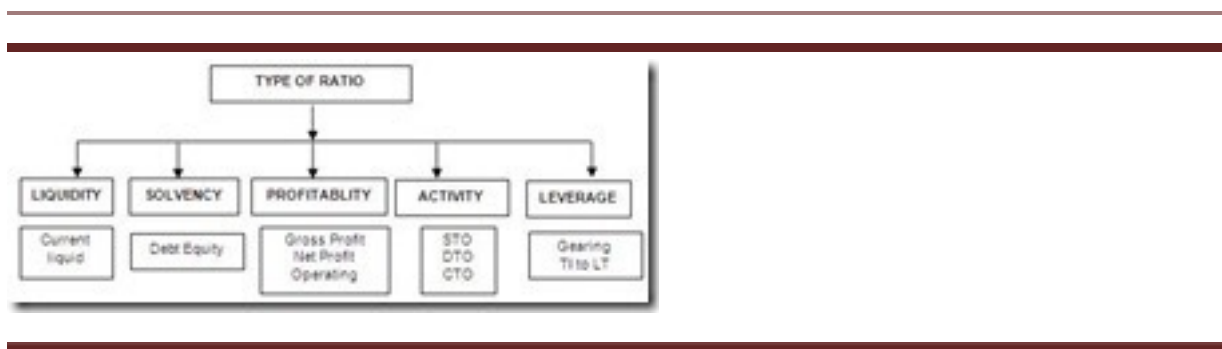 TYPE OF RATIO
LIQUIDITY
SOLVENCY
PROFITABLITY
ACTIVITY
LEVERAGE
Current
liquid
Debt Equity
Gross Profit
Net Profit
Operating
STO
DTO
CTO
Gearing
TI to LT